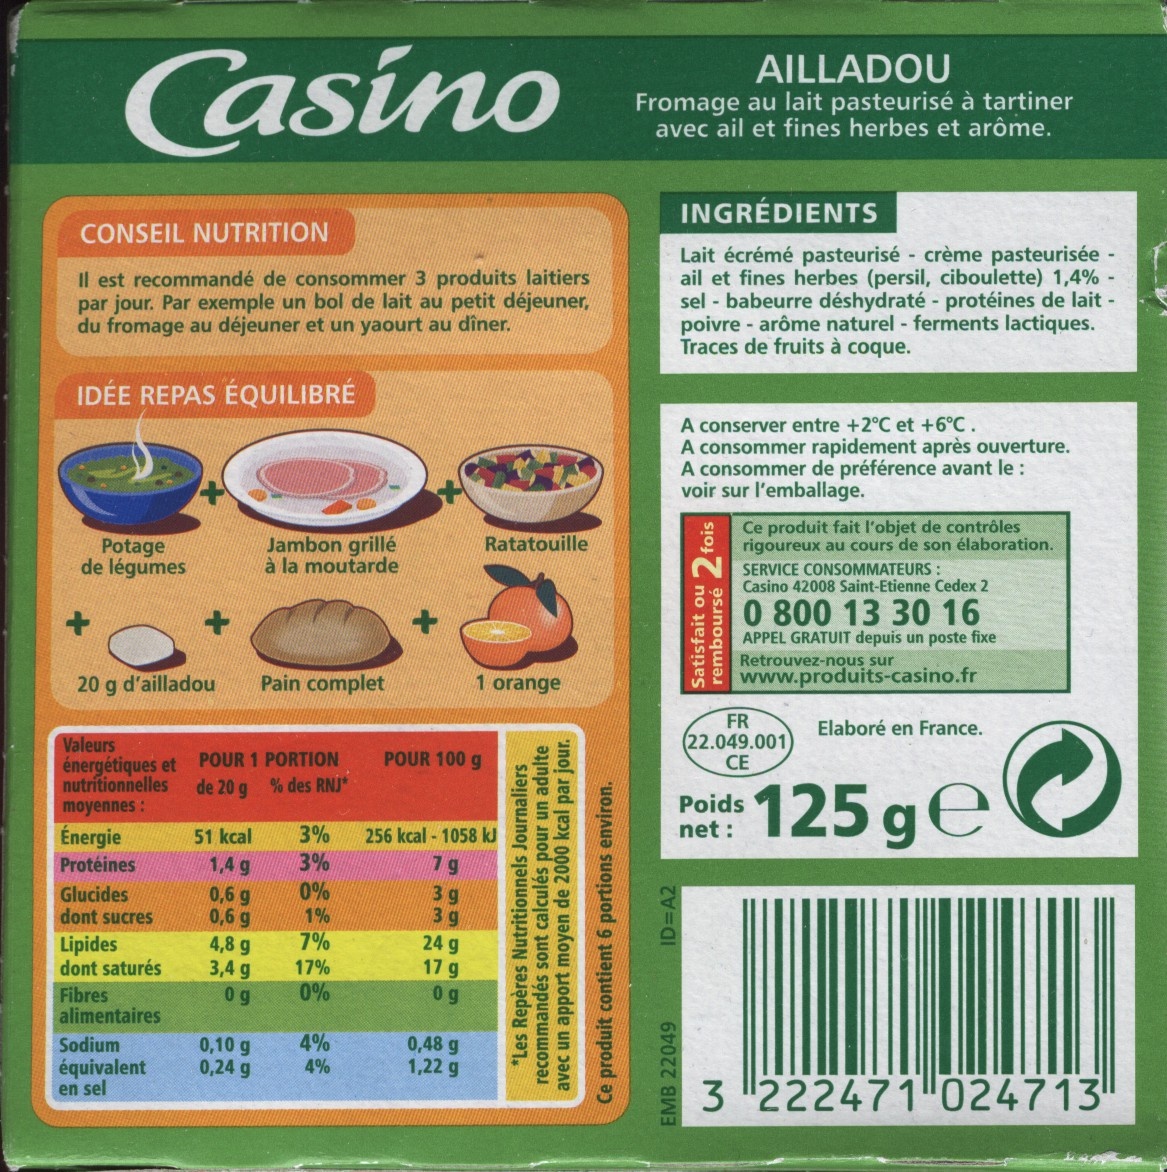 Casino
AILLADOU
Fromage au lait pasteurisé à tartiner
avec ail et fines herbes et arôme.
CONSEIL NUTRITION
Il est recommandé de consommer 3 produits laitiers
par jour. Par exemple un bol de lait au petit déjeuner,
du fromage au déjeuner et un yaourt au dîner.
IDÉE REPAS ÉQUILIBRÉ
+ +
Potage
de légumes
Jambon grillé
à la moutarde
Ratatouille
+ + +
20 g d'ailladou
Pain complet
1 orange
Valeurs
énergétiques et
nutritionnelles
moyennes :
POUR 1 PORTION
de 20 g % des RNJ*
POUR 100 g
Énergie 51 kcal 3% 256 kcal - 1058 kJ
Protéines 1,4 g 3% 7 g
Glucides 0,6 g 0% 3 g
dont sucres 0,6 g 1% 3 g
Lipides 4,8 g 7% 24 g
dont saturés 3,4 g 17% 17 g
Fibres 0 g 0% 0 g
alimentaires
Sodium 0,10 g 4% 0,48 g
équivalent 0,24 g 4% 1,22 g
en sel
*Les Repères Nutritionnels Journaliers
recommandés sont calculés pour un adulte
avec un apport moyen de 2000 kcal par jour.
Ce produit contient 6 portions environ.
INGRÉDIENTS
Lait écrémé pasteurisé - crème pasteurisée -
ail et fines herbes (persil, ciboulette) 1,4% -
sel - babeurre déshydraté - protéines de lait -
poivre - arôme naturel - ferments lactiques.
Traces de fruits à coque.
A conserver entre +2°C et +6°C .
A consommer rapidement après ouverture.
A consommer de préférence avant le :
voir sur l'emballage.
Satisfait ou
remboursé 2 fois
Ce produit fait l'objet de contrôles
rigoureux au cours de son élaboration.
SERVICE CONSOMMATEURS :
Casino 42008 Saint-Etienne Cedex 2
0 800 13 30 16
APPEL GRATUIT depuis un poste fixe
Retrouvez-nous sur
www.produits-casino.fr
FR
22.049.001
CE
Elaboré en France.
Poids
net : 125 g e
EMB 22049 ID=A2
3 222471 024713